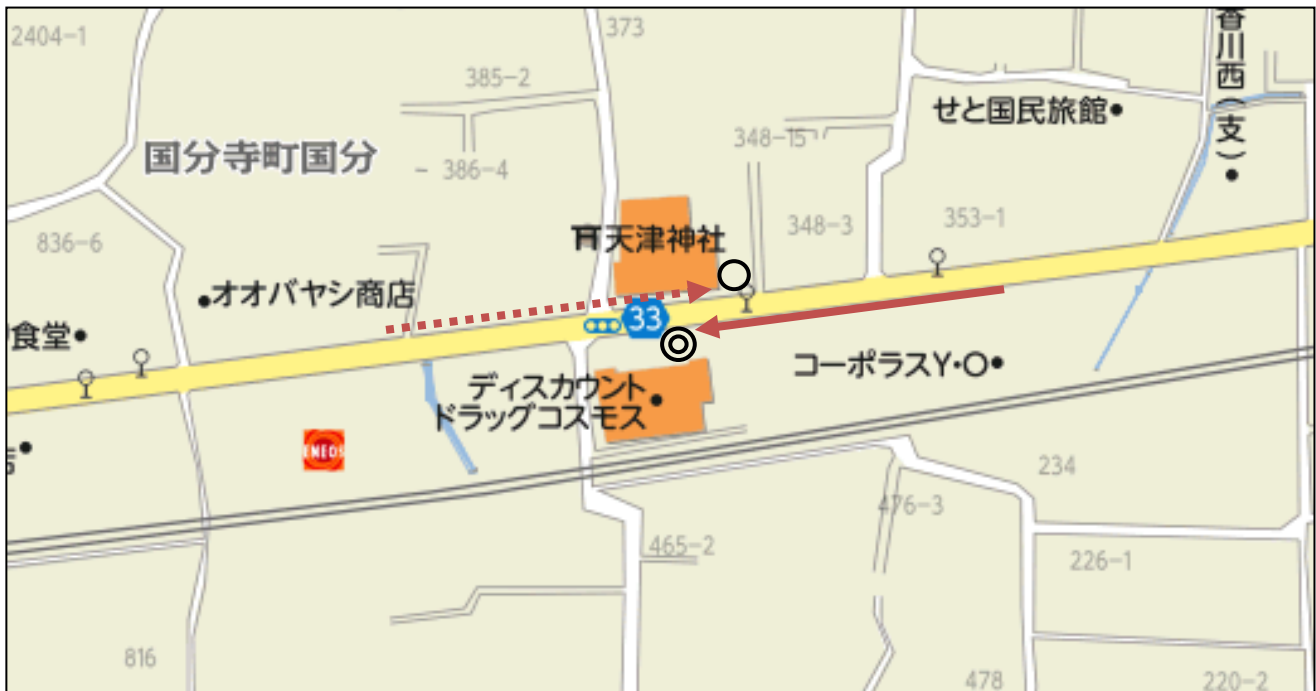 2404-1
373
香川西(支)
385-2
せと国民旅館
348-15
国分寺町国分
386-4
353-1
348-3
天津神社
836-6
オオバヤシ商店
33
食堂
コーポラスY・O
ディスカウント
ドラッグコスモス
ENEOS
234
476-3
465-2
226-1
816
478
220-2